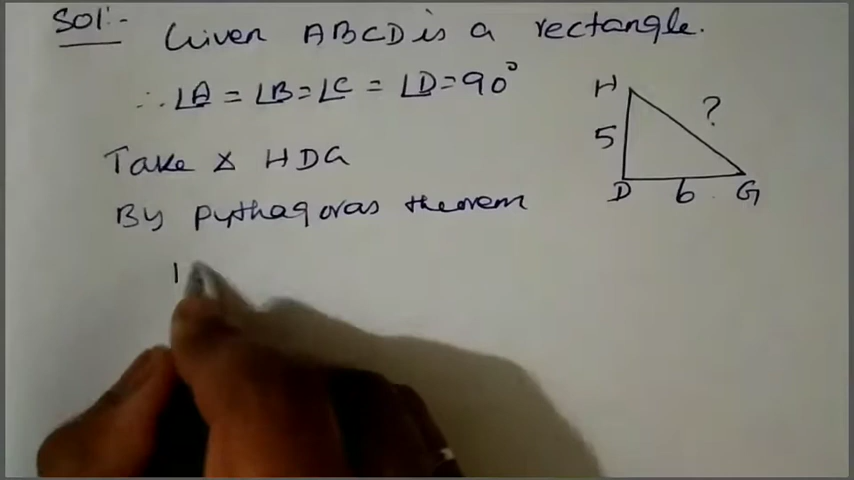 Sol:-
Given ABCD is a rectangle.
∴ ∠A = ∠B = ∠C = ∠D = 90°
Take △ HDG
By pythagoras theorem
H
5
?
D
6
G